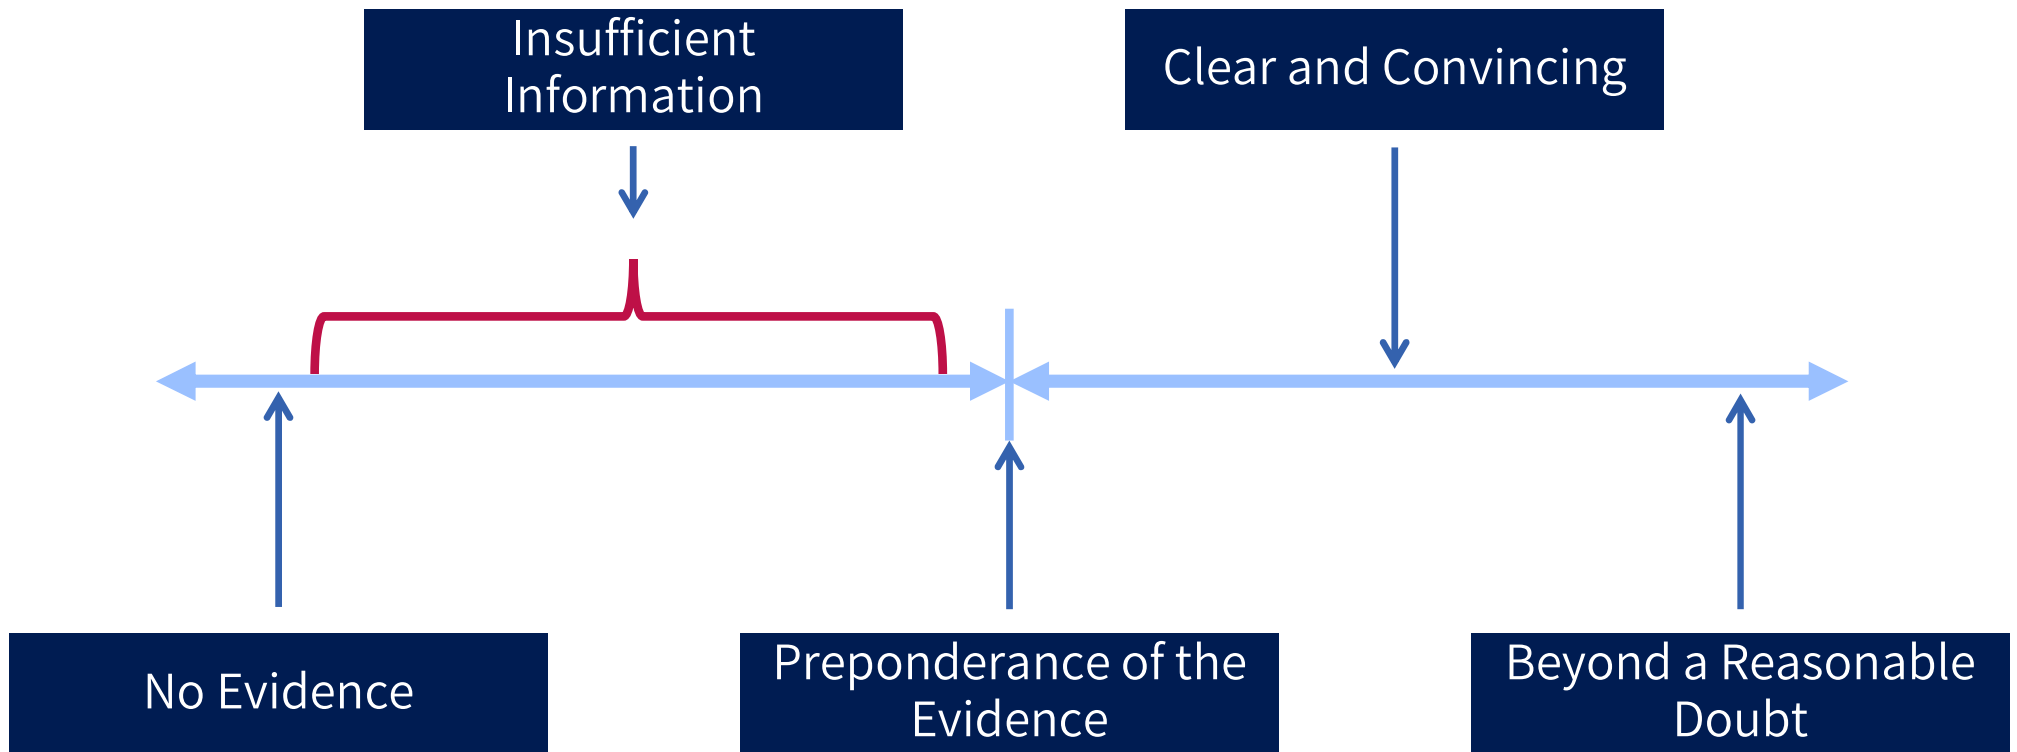 Insufficient
Information
Clear and Convincing
No Evidence
Preponderance of the
Evidence
Beyond a Reasonable
Doubt